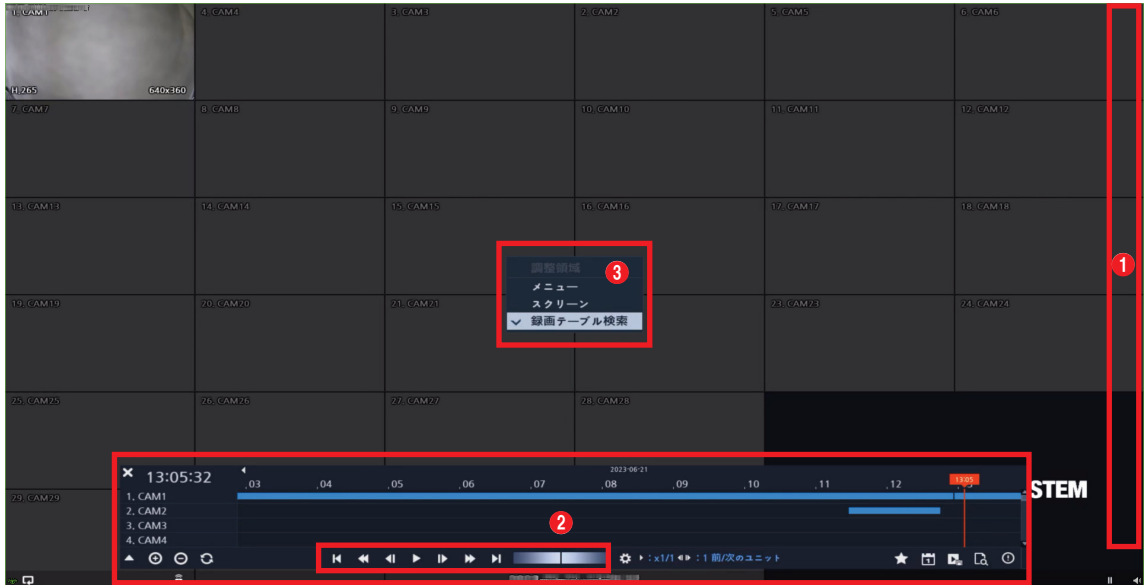 1. CAM1
4. CAM4
3. CAM3
2. CAM2
5. CAM5
6. CAM6
H.265
640x360
7. CAM7
8. CAM8
9. CAM9
10. CAM10
11. CAM11
12. CAM12
13. CAM13
14. CAM14
15. CAM15
16. CAM16
17. CAM17
18. CAM18
調整領域
3
メニュー
スクリーン
録画テーブル検索
1
19. CAM19
20. CAM20
21. CAM21
23. CAM23
24. CAM24
25. CAM25
26. CAM26
27. CAM27
28. CAM28
13:05:32
2023-06-21
03
04
05
06
07
08
09
10
11
12
13:05
STEM
29. CAM29
1. CAM1
2. CAM2
3. CAM3
4. CAM4
2
: x1/1
: 1 前/次のユニット
1